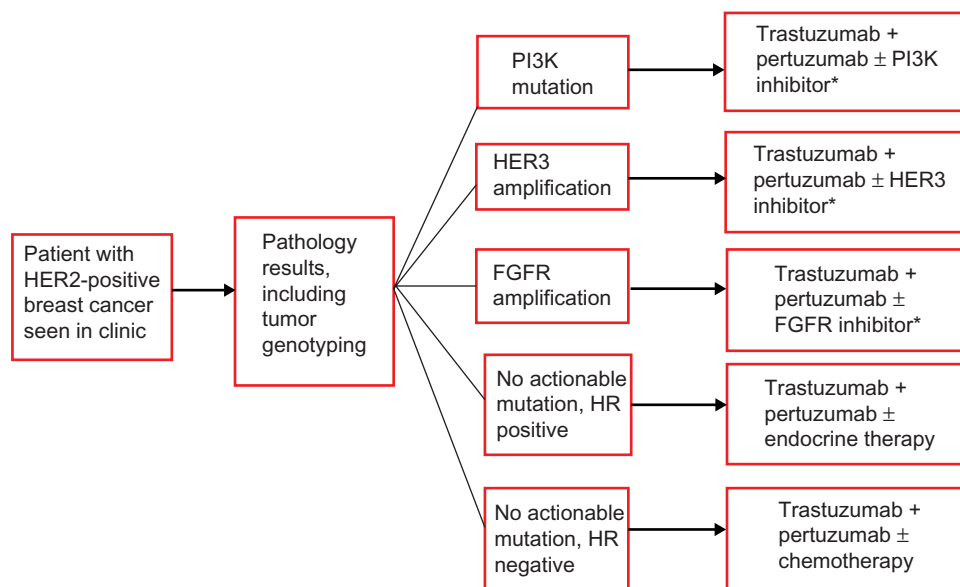 Patient with
HER2-positive
breast cancer
seen in clinic
Pathology
results,
including
tumor
genotyping
PI3K
mutation
Trastuzumab +
pertuzumab ± PI3K
inhibitor*
HER3
amplification
Trastuzumab +
pertuzumab ± HER3
inhibitor*
FGFR
amplification
Trastuzumab +
pertuzumab ±
FGFR inhibitor*
No actionable
mutation, HR
positive
Trastuzumab +
pertuzumab ±
endocrine therapy
No actionable
mutation, HR
negative
Trastuzumab +
pertuzumab ±
chemotherapy